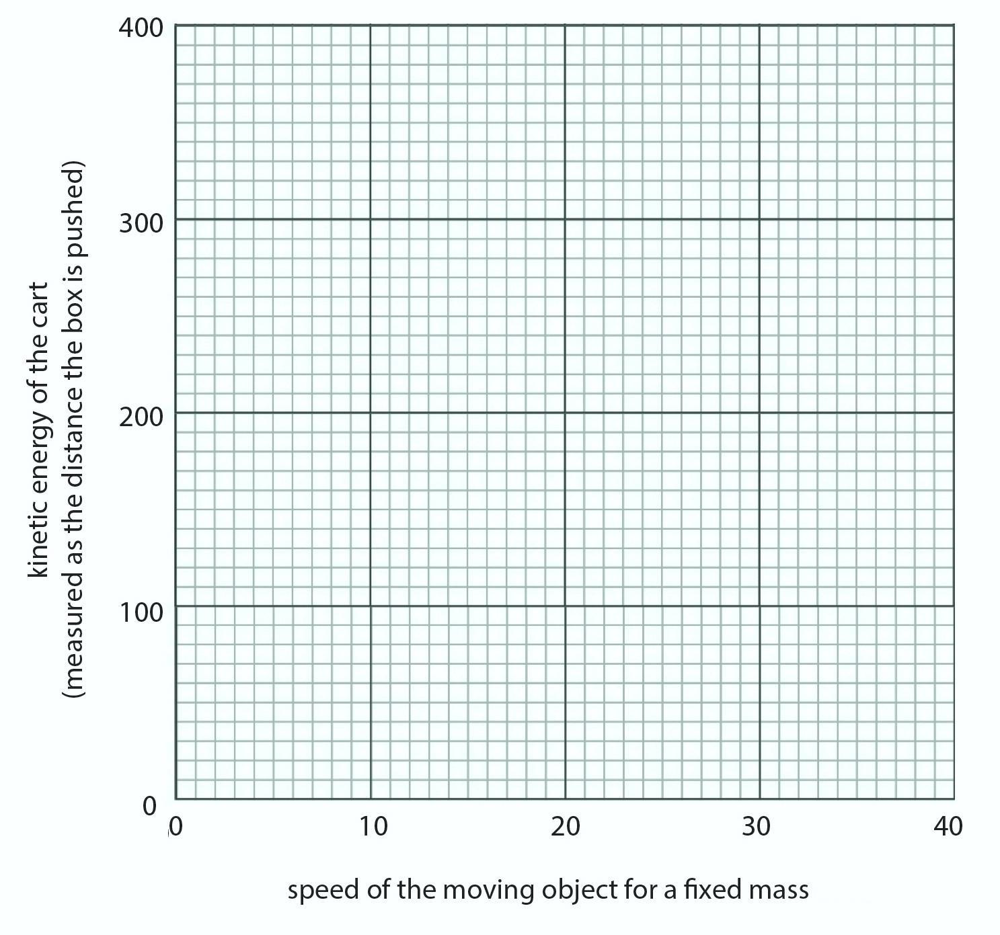 400
300
200
100
0
kinetic energy of the cart
(measured as the distance the box is pushed)
0 10 20 30 40
speed of the moving object for a fixed mass